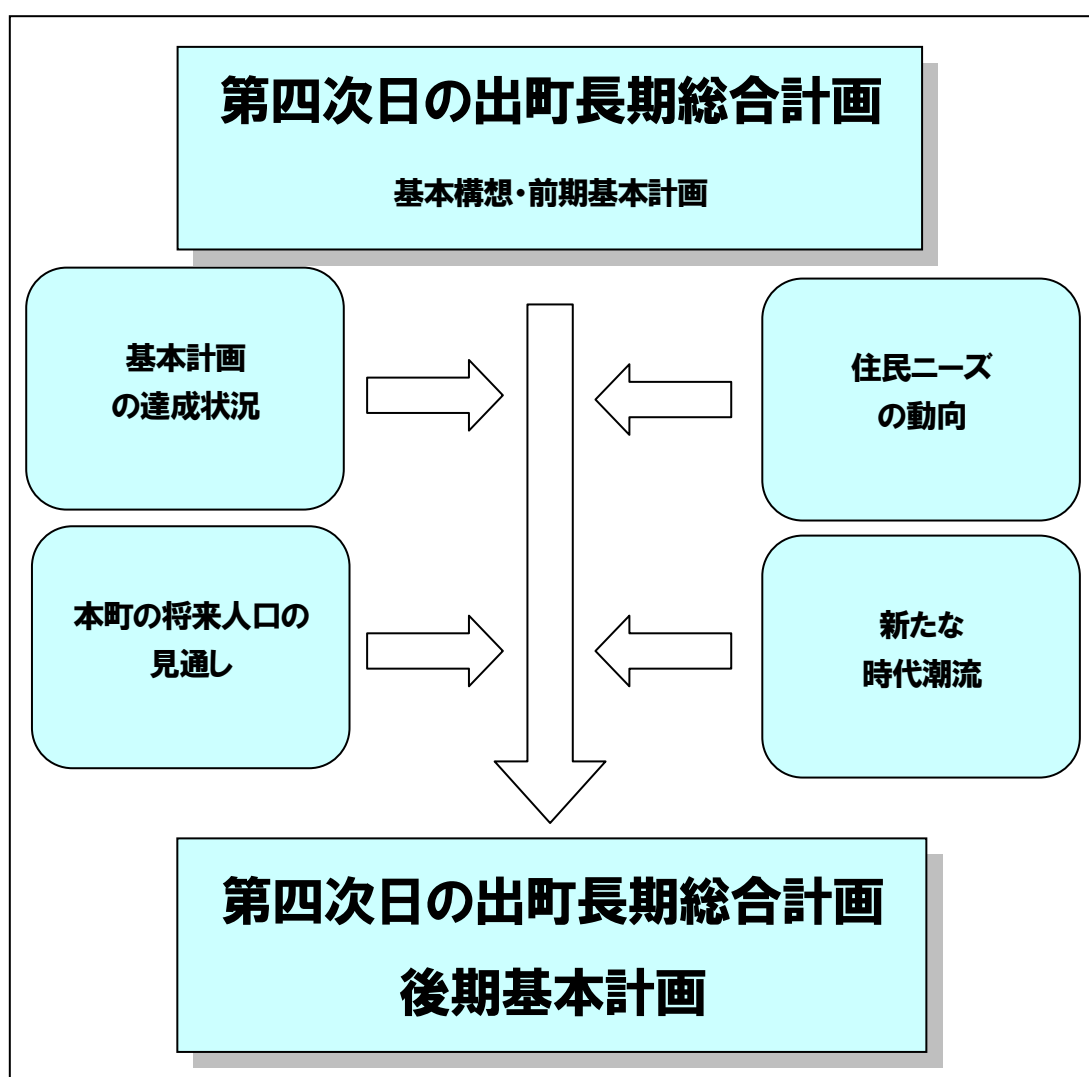 第四次日の出町長期総合計画
基本構想・前期基本計画
基本計画
の達成状況
住民ニーズ
の動向
本町の将来人口の
見通し
新たな
時代潮流
第四次日の出町長期総合計画
後期基本計画